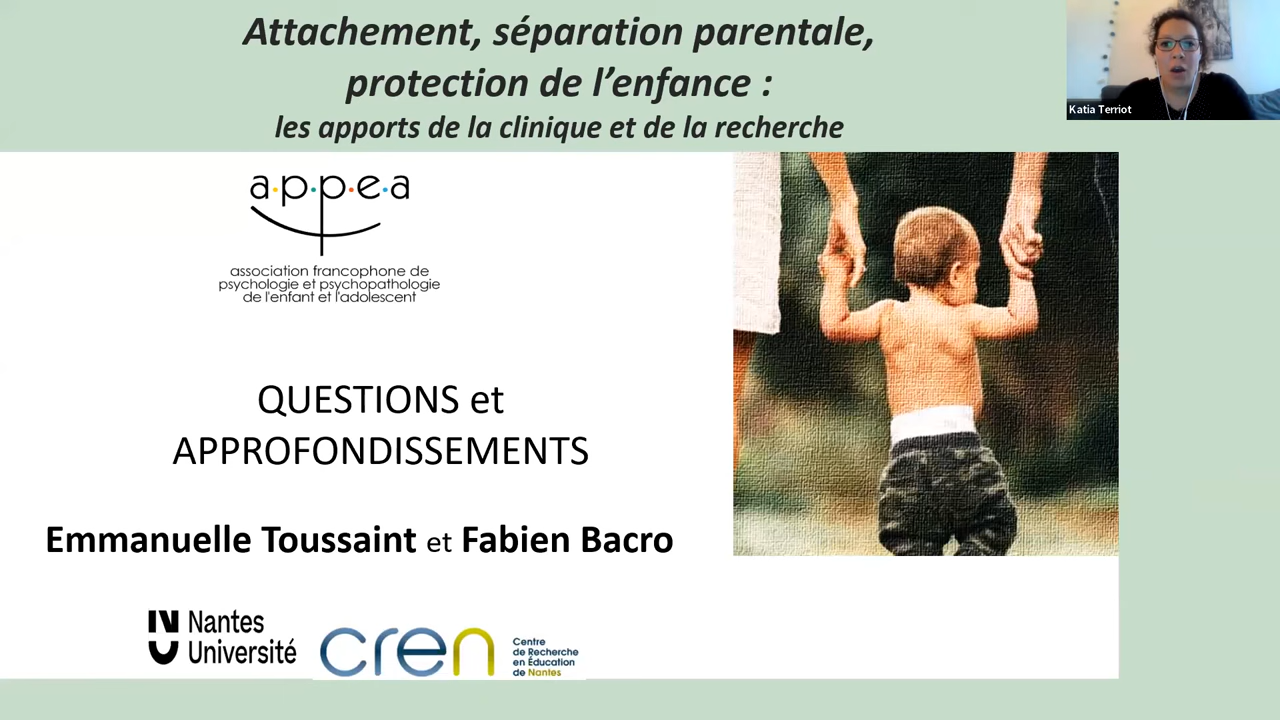 Attachement, séparation parentale,
protection de l’enfance :
les apports de la clinique et de la recherche
Katia Terriot
a·p·p·e·a
association francophone de
psychologie et psychopathologie
de l'enfant et l'adolescent
QUESTIONS et
APPROFONDISSEMENTS
Emmanuelle Toussaint et Fabien Bacro
Nantes
Université
cren
Centre
de Recherche
en Éducation
de Nantes